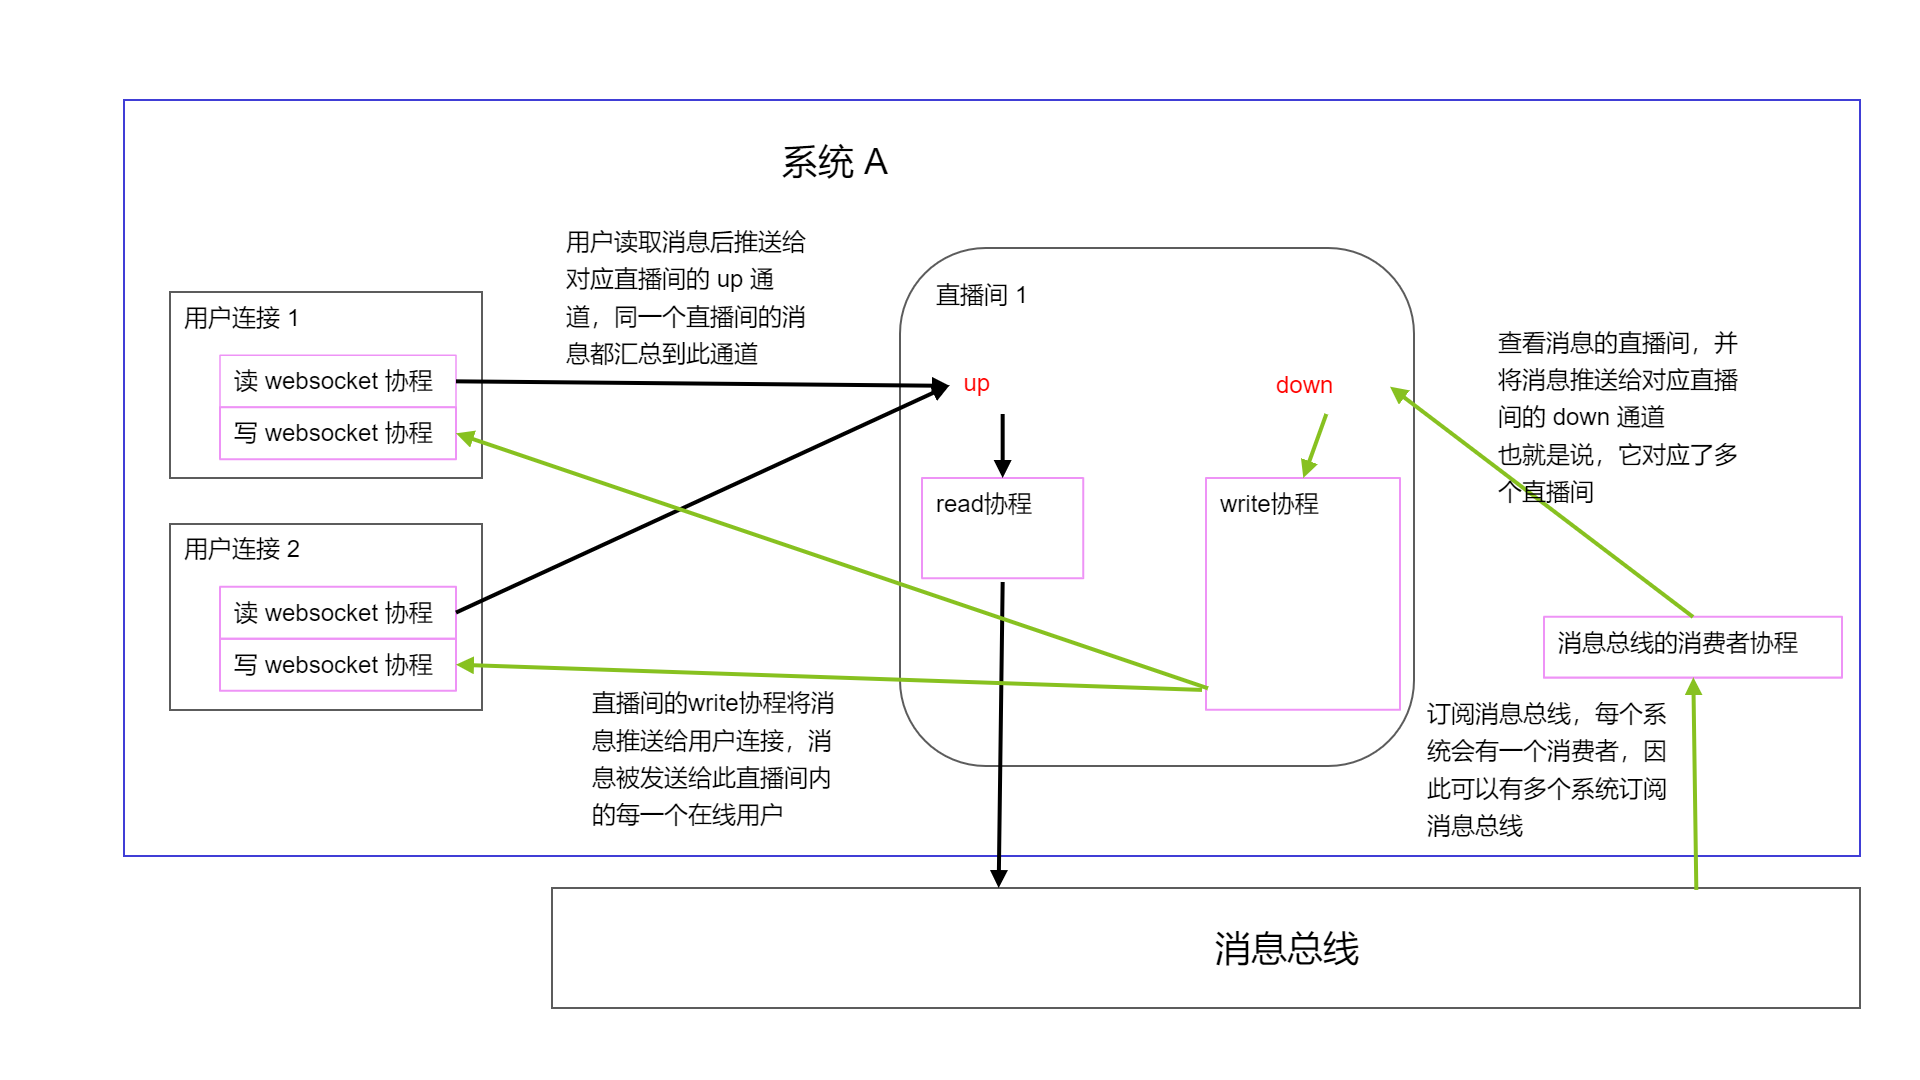 系统 A
用户读取消息后推送给
对应直播间的 up 通
道，同一个直播间的消
息都汇总到此通道
用户连接 1
读 websocket 协程
写 websocket 协程
用户连接 2
读 websocket 协程
写 websocket 协程
直播间 1
up
down
read协程
write协程
查看消息的直播间，并
将消息推送给对应直播
间的 down 通道
也就是说，它对应了多
个直播间
消息总线的消费者协程
直播间的write协程将消
息推送给用户连接，消
息被发送给此直播间内
的每一个在线用户
订阅消息总线，每个系
统会有一个消费者，因
此可以有多个系统订阅
消息总线
消息总线